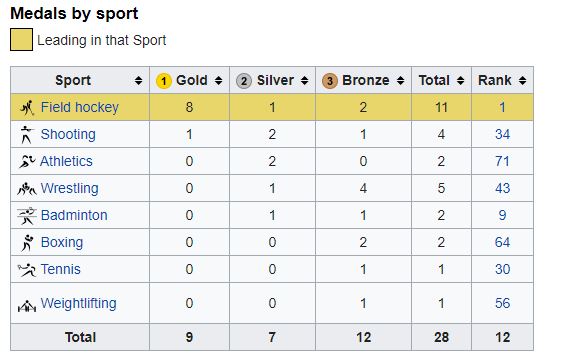 Medals by sport
Leading in that Sport
Sport 1 Gold 2 Silver 3 Bronze Total Rank
Field hockey 8 1 2 11 1
Shooting 1 2 1 4 34
Athletics 0 2 0 2 71
Wrestling 0 1 4 5 43
Badminton 0 1 1 2 9
Boxing 0 0 2 2 64
Tennis 0 0 1 1 30
Weightlifting 0 0 1 1 56
Total 9 7 12 28 12